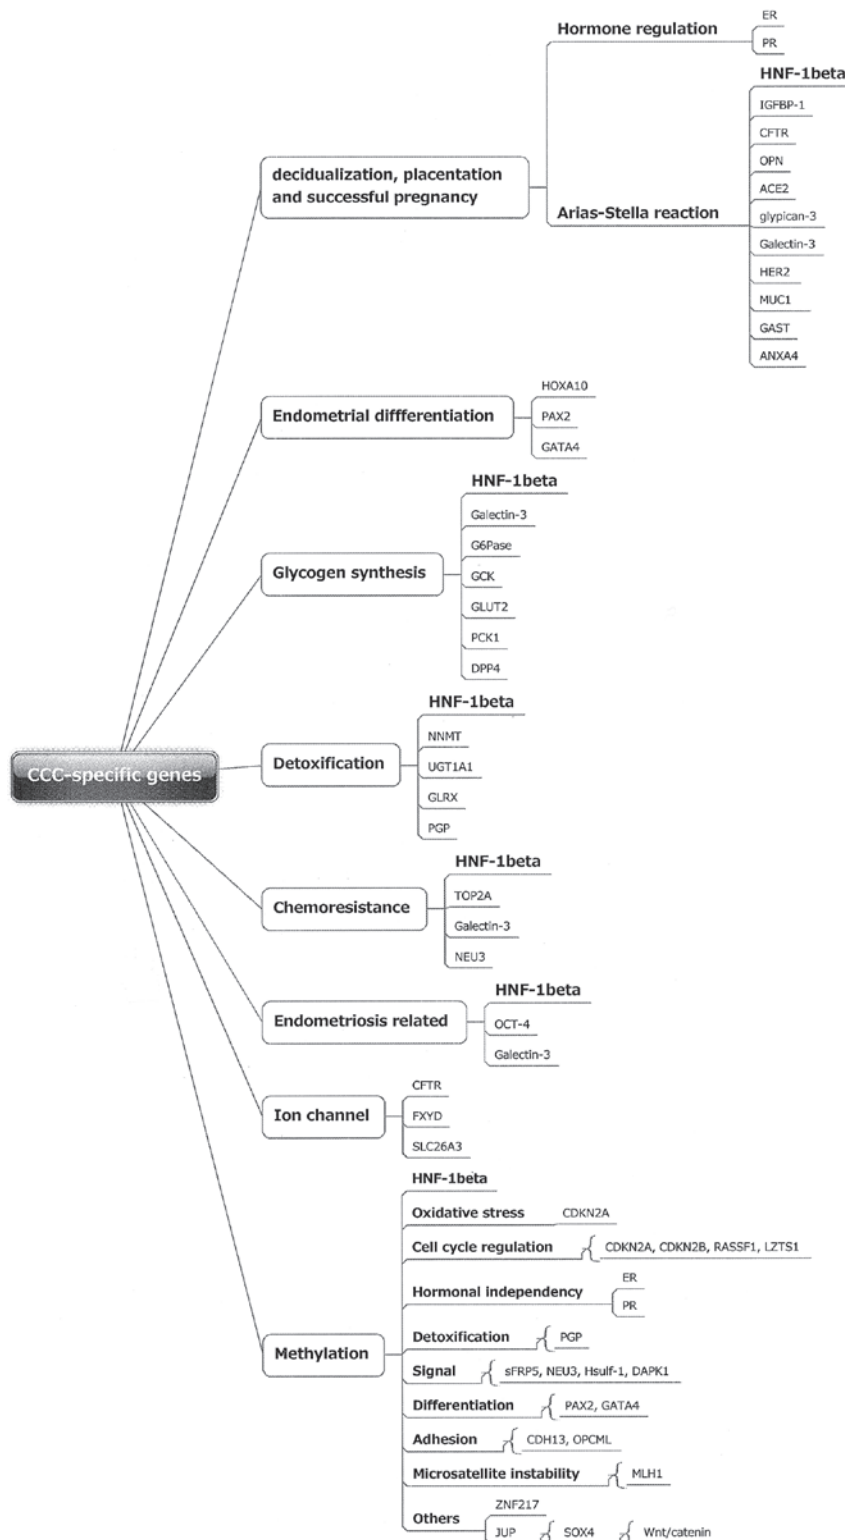 ER
Hormone regulation
PR
HNF-1beta
IGFBP-1
CFTR
OPN
decidualization, placentation
and successful pregnancy
ACE2
Arias-Stella reaction
glypican-3
Galectin-3
HER2
MUC1
GAST
ANXA4
HOXA10
Endometrial diffferentiation
PAX2
GATA4
HNF-1beta
Galectin-3
G6Pase
Glycogen synthesis
GCK
GLUT2
PCK1
DPP4
HNF-1beta
NNMT
Detoxification
UGT1A1
CCC-specific genes
GLRX
PGP
HNF-1beta
TOP2A
Chemoresistance
Galectin-3
NEU3
HNF-1beta
Endometriosis related
OCT-4
Galectin-3
CFTR
Ion channel
FXYD
SLC26A3
HNF-1beta
Oxidative stress CDKN2A
Cell cycle regulation CDKN2A, CDKN2B, RASSF1, LZTS1
ER
Hormonal independency
PR
Detoxification PGP
Methylation
Signal sFRP5, NEU3, Hsulf-1, DAPK1
Differentiation PAX2, GATA4
Adhesion CDH13, OPCML
Microsatellite instability MLH1
ZNF217
Others
JUP SOX4 Wnt/catenin